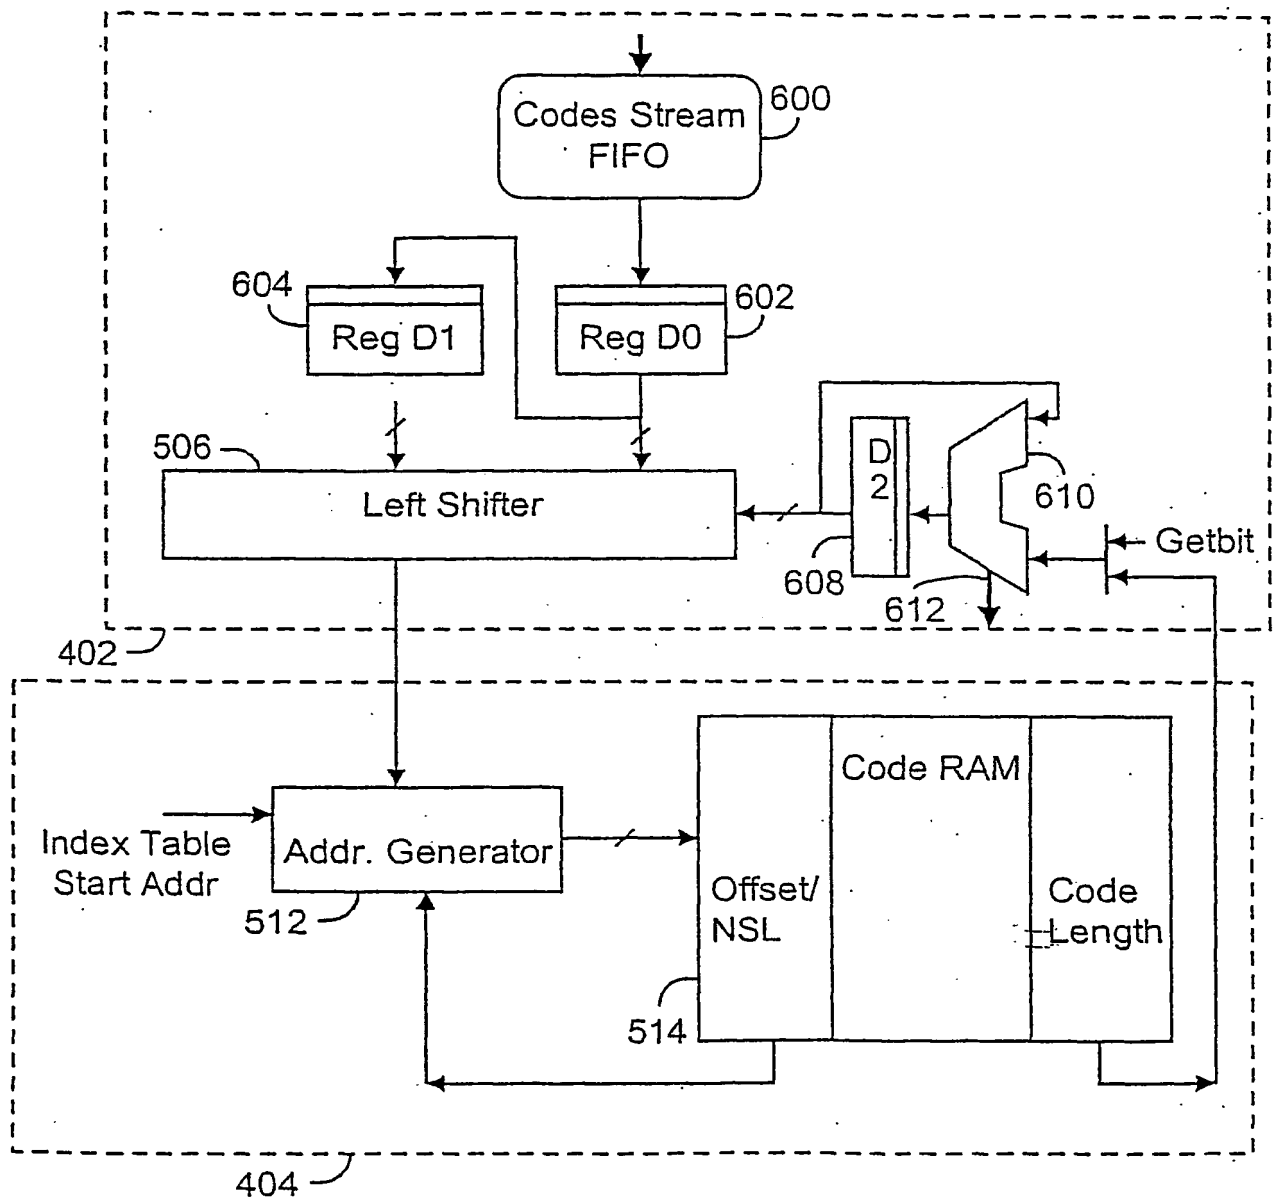 Codes Stream
FIFO
600
604
Reg D1
Reg D0
602
506
Left Shifter
D
2
608
610
612
Getbit
402
Index Table
Start Addr
Addr. Generator
512
Code RAM
Offset/
NSL
Code
Length
514
404